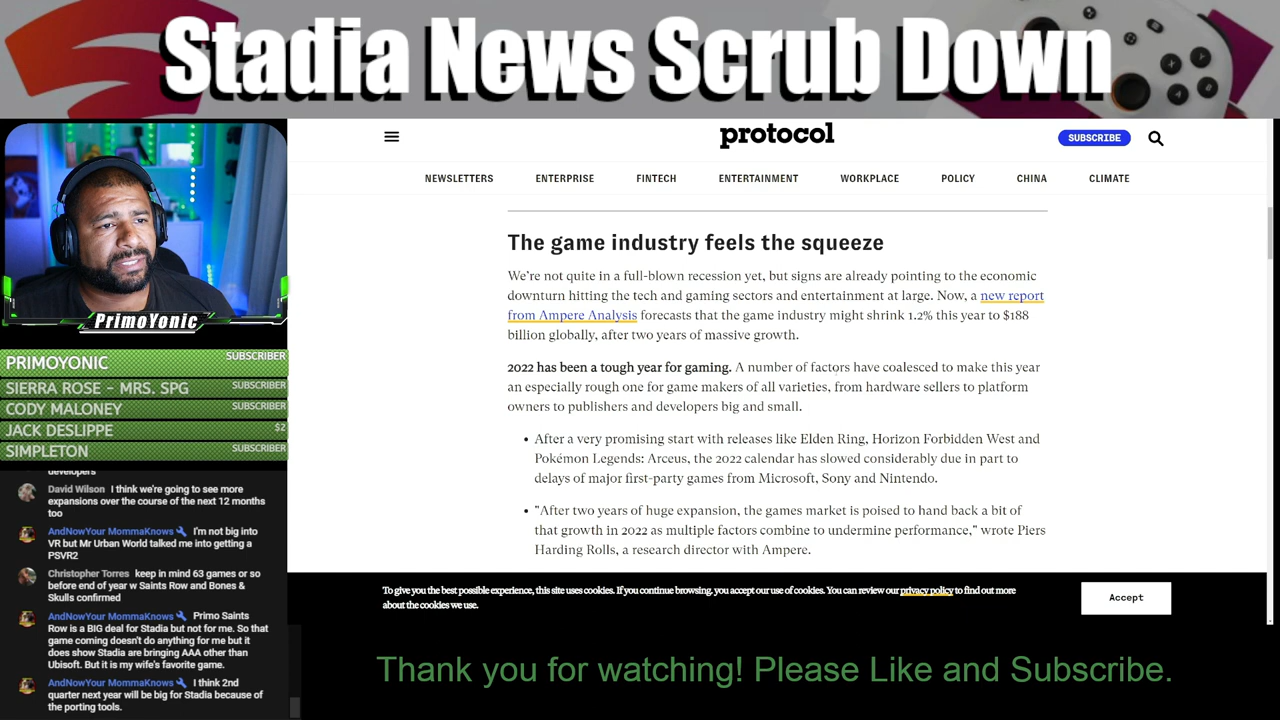 Stadia News Scrub Down
protocol
SUBSCRIBE
NEWSLETTERS ENTERPRISE FINTECH ENTERTAINMENT WORKPLACE POLICY CHINA CLIMATE
The game industry feels the squeeze
We're not quite in a full-blown recession yet, but signs are already pointing to the economic
downturn hitting the tech and gaming sectors and entertainment at large. Now, a new report
from Ampere Analysis forecasts that the game industry might shrink 1.2% this year to $188
billion globally, after two years of massive growth.
2022 has been a tough year for gaming. A number of factors have coalesced to make this year
an especially rough one for game makers of all varieties, from hardware sellers to platform
owners to publishers and developers big and small.
• After a very promising start with releases like Elden Ring, Horizon Forbidden West and
Pokémon Legends: Arceus, the 2022 calendar has slowed considerably due in part to
delays of major first-party games from Microsoft, Sony and Nintendo.
• "After two years of huge expansion, the games market is poised to hand back a bit of
that growth in 2022 as multiple factors combine to undermine performance," wrote Piers
Harding Rolls, a research director with Ampere.
To give you the best possible experience, this site uses cookies. If you continue browsing. you accept our use of cookies. You can review our privacy policy to find out more
about the cookies we use.
Accept
PrimoYonic
PRIMOYONIC SUBSCRIBER
SIERRA ROSE - MRS. SPG SUBSCRIBER
CODY MALONEY SUBSCRIBER
JACK DESLIPPE $2
SIMPLETON SUBSCRIBER
developers
David Wilson I think we're going to see more
expansions over the course of the next 12 months
too
AndNowYour MommaKnows I'm not big into
VR but Mr Urban World talked me into getting a
PSVR2
Christopher Torres keep in mind 63 games or so
before end of year w Saints Row and Bones &
Skulls confirmed
AndNowYour MommaKnows Primo Saints
Row is a BIG deal for Stadia but not for me. So that
game coming doesn't do anything for me but it
does show Stadia are bringing AAA other than
Ubisoft. But it is my wife's favorite game.
AndNowYour MommaKnows I think 2nd
quarter next year will be big for Stadia because of
the porting tools.
Thank you for watching! Please Like and Subscribe.